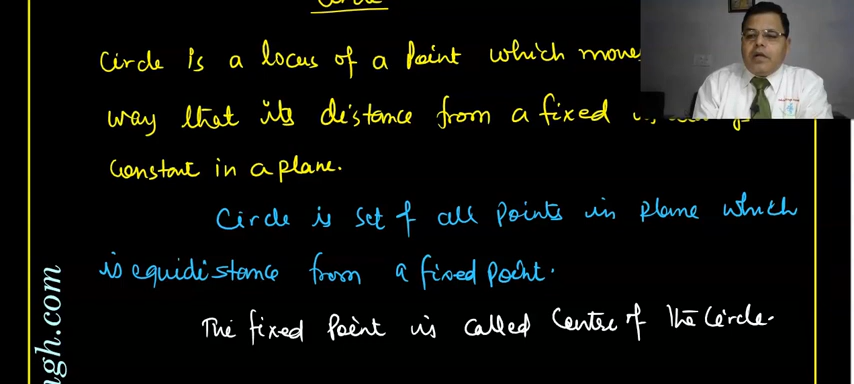 Circle
Circle is a locus of a point which move
way that its distance from a fixed
constant in a plane.
Circle is set of all points in plane which
is equidistance from a fixed point.
The fixed point is called Centre of the Circle.
ngh.com